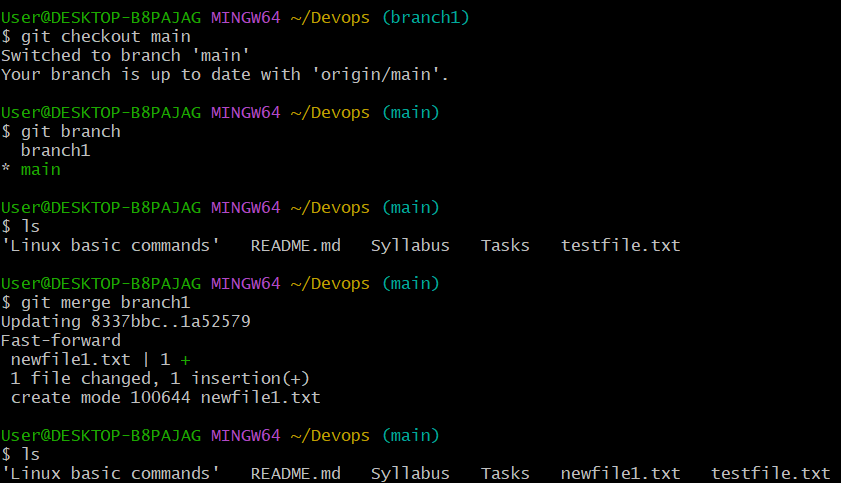 User@DESKTOP-B8PAJAG MINGW64 ~/Devops (branch1)
$ git checkout main
Switched to branch 'main'
Your branch is up to date with 'origin/main'.
User@DESKTOP-B8PAJAG MINGW64 ~/Devops (main)
$ git branch
  branch1
* main
User@DESKTOP-B8PAJAG MINGW64 ~/Devops (main)
$ ls
'Linux basic commands'   README.md   Syllabus   Tasks   testfile.txt
User@DESKTOP-B8PAJAG MINGW64 ~/Devops (main)
$ git merge branch1
Updating 8337bbc..1a52579
Fast-forward
 newfile1.txt | 1 +
 1 file changed, 1 insertion(+)
 create mode 100644 newfile1.txt
User@DESKTOP-B8PAJAG MINGW64 ~/Devops (main)
$ ls
'Linux basic commands'   README.md   Syllabus   Tasks   newfile1.txt   testfile.txt